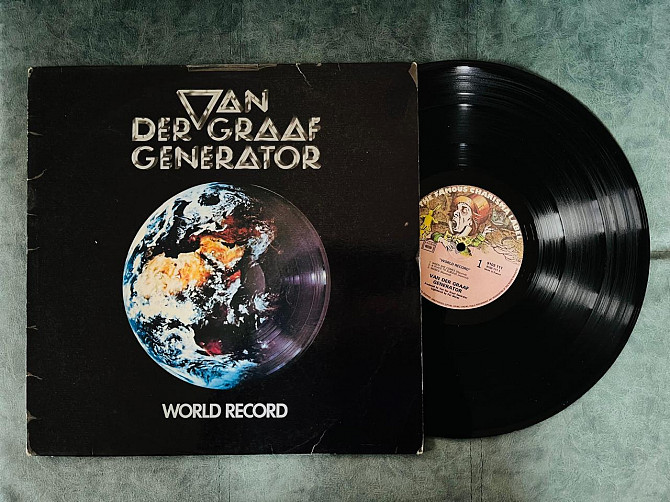 VAN
DER GRAAF
GENERATOR
WORLD RECORD
THE FAMOUS CHARISMA LABEL
"WORLD RECORD"
1
VAN DER GRAAF
GENERATOR